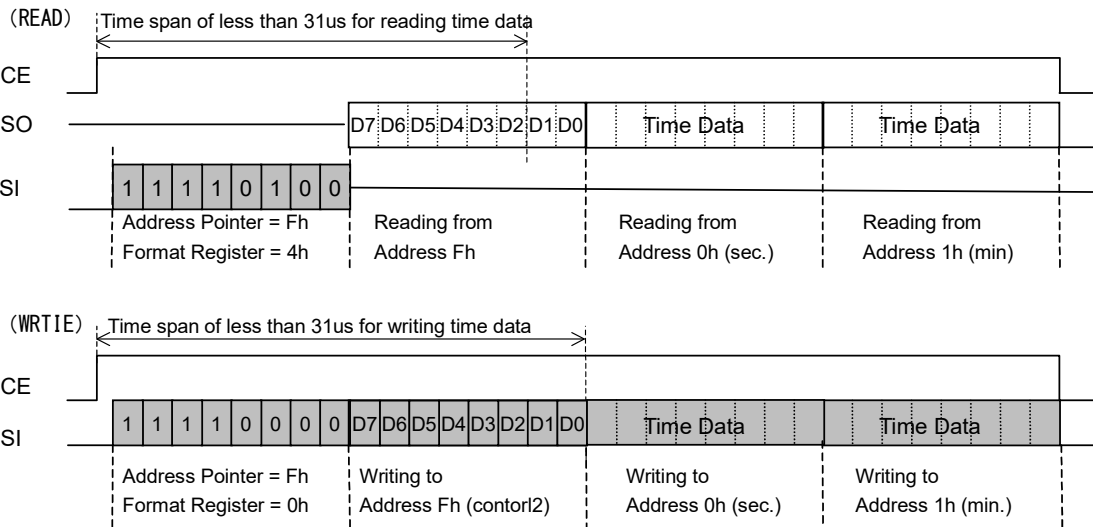 (READ) Time span of less than 31us for reading time data
CE
SO D7 D6 D5 D4 D3 D2 D1 D0 Time Data Time Data
SI 1 1 1 1 0 1 0 0
Address Pointer = Fh Reading from Reading from Reading from
Format Register = 4h Address Fh Address 0h (sec.) Address 1h (min)
(WRTIE) Time span of less than 31us for writing time data
CE
SI 1 1 1 1 0 0 0 0 D7 D6 D5 D4 D3 D2 D1 D0 Time Data Time Data
Address Pointer = Fh Writing to Writing to Writing to
Format Register = 0h Address Fh (contorl2) Address 0h (sec.) Address 1h (min.)